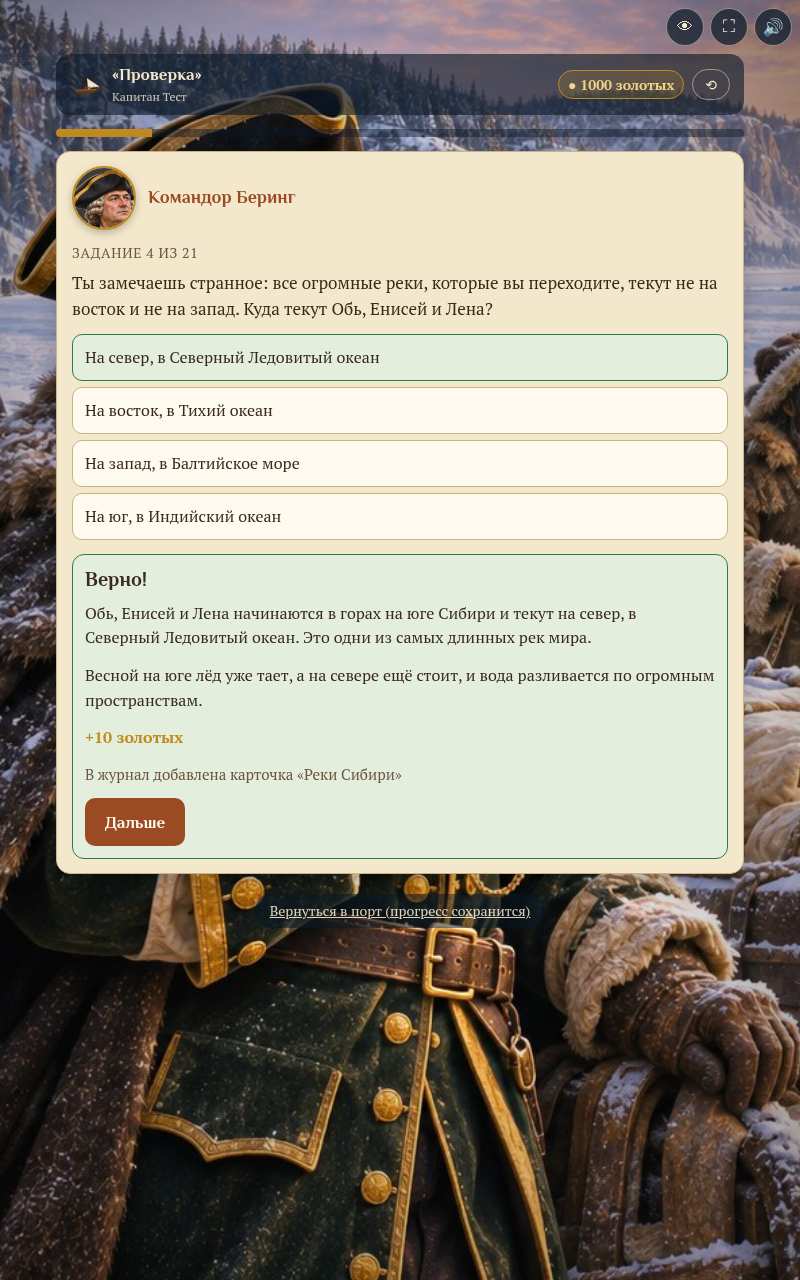 «Проверка»
Капитан Тест
● 1000 золотых
Командор Беринг
ЗАДАНИЕ 4 ИЗ 21
Ты замечаешь странное: все огромные реки, которые вы переходите, текут не на
восток и не на запад. Куда текут Обь, Енисей и Лена?
На север, в Северный Ледовитый океан
На восток, в Тихий океан
На запад, в Балтийское море
На юг, в Индийский океан
Верно!
Обь, Енисей и Лена начинаются в горах на юге Сибири и текут на север, в
Северный Ледовитый океан. Это одни из самых длинных рек мира.
Весной на юге лёд уже тает, а на севере ещё стоит, и вода разливается по огромным
пространствам.
+10 золотых
В журнал добавлена карточка «Реки Сибири»
Дальше
Вернуться в порт (прогресс сохранится)